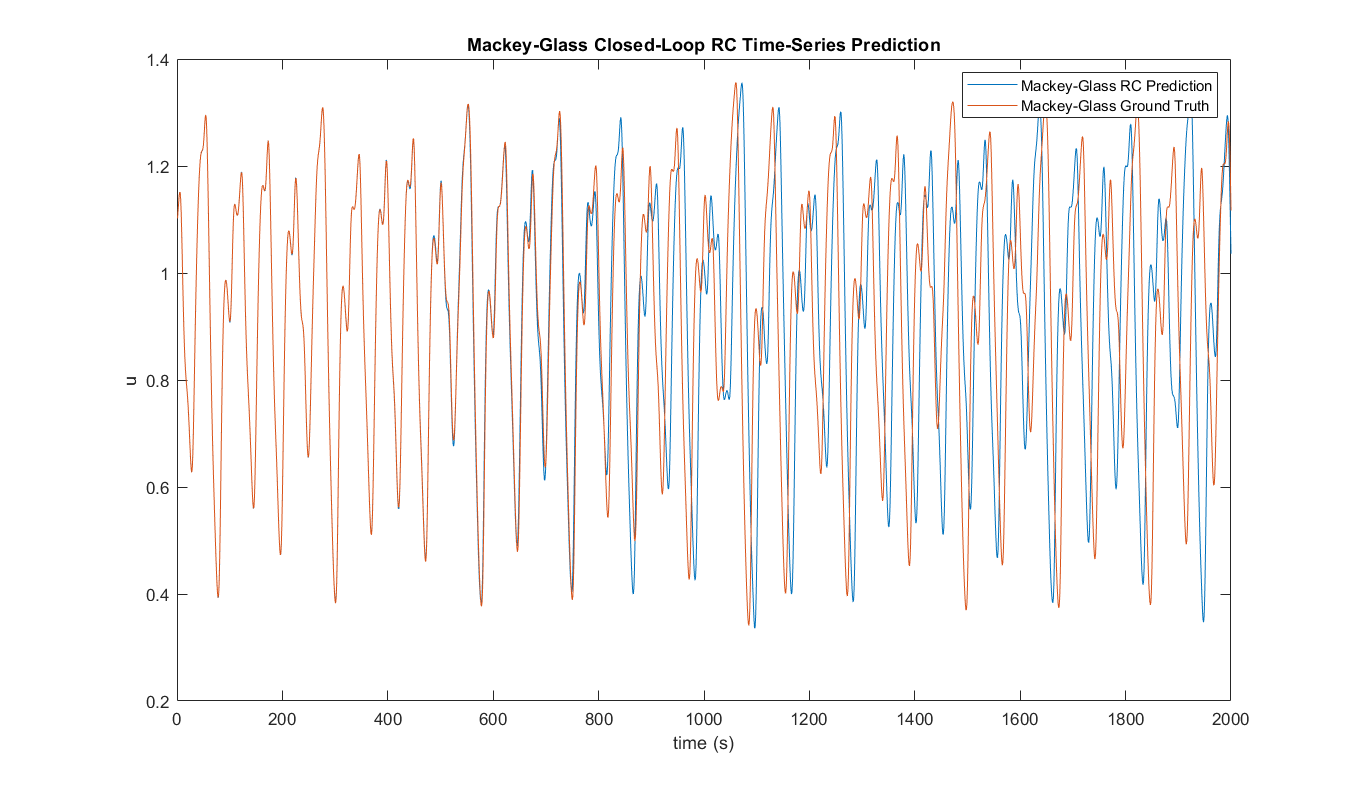 Mackey-Glass Closed-Loop RC Time-Series Prediction
1.4
1.2
1
0.8
0.6
0.4
0.2
u
Mackey-Glass RC Prediction
Mackey-Glass Ground Truth
0 200 400 600 800 1000 1200 1400 1600 1800 2000
time (s)